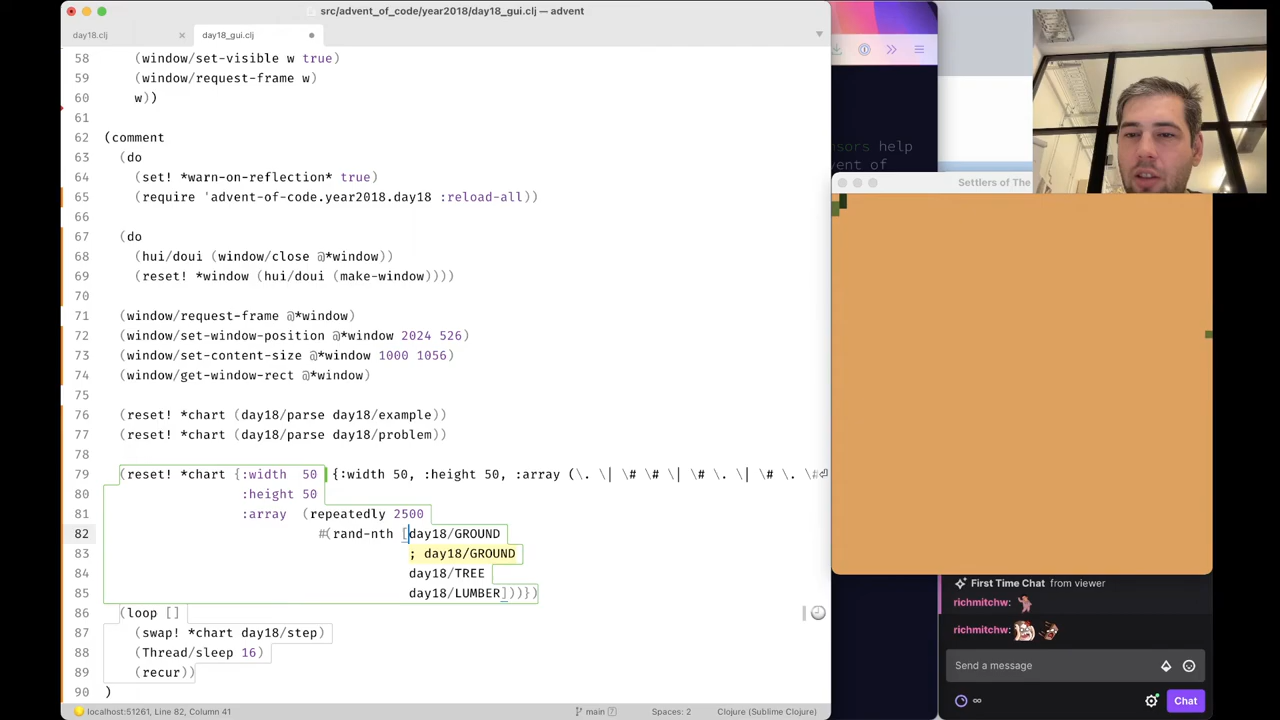 src/advent_of_code/year2018/day18_gui.clj — advent
day18.clj
day18_gui.clj
58 (window/set-visible w true)
59 (window/request-frame w)
60 w))
61
62 (comment
63 (do
64 (set! *warn-on-reflection* true)
65 (require 'advent-of-code.year2018.day18 :reload-all))
66
67 (do
68 (hui/doui (window/close @*window))
69 (reset! *window (hui/doui (make-window))))
70
71 (window/request-frame @*window)
72 (window/set-window-position @*window 2024 526)
73 (window/set-content-size @*window 1000 1056)
74 (window/get-window-rect @*window)
75
76 (reset! *chart (day18/parse day18/example))
77 (reset! *chart (day18/parse day18/problem))
78
79 (reset! *chart {:width 50 {:width 50, :height 50, :array (\. \| \# \# \| \# \. \| \# \. \#
80 :height 50
81 :array (repeatedly 2500
82 #(rand-nth [day18/GROUND
83 ; day18/GROUND
84 day18/TREE
85 day18/LUMBER]))})
86 (loop []
87 (swap! *chart day18/step)
88 (Thread/sleep 16)
89 (recur))
90 )
localhost:51261, Line 82, Column 41
main 7
Spaces: 2
Clojure (Sublime Clojure)
nsors help
vent of
Settlers of The
First Time Chat from viewer
richmitchw:
richmitchw:
Send a message
Chat